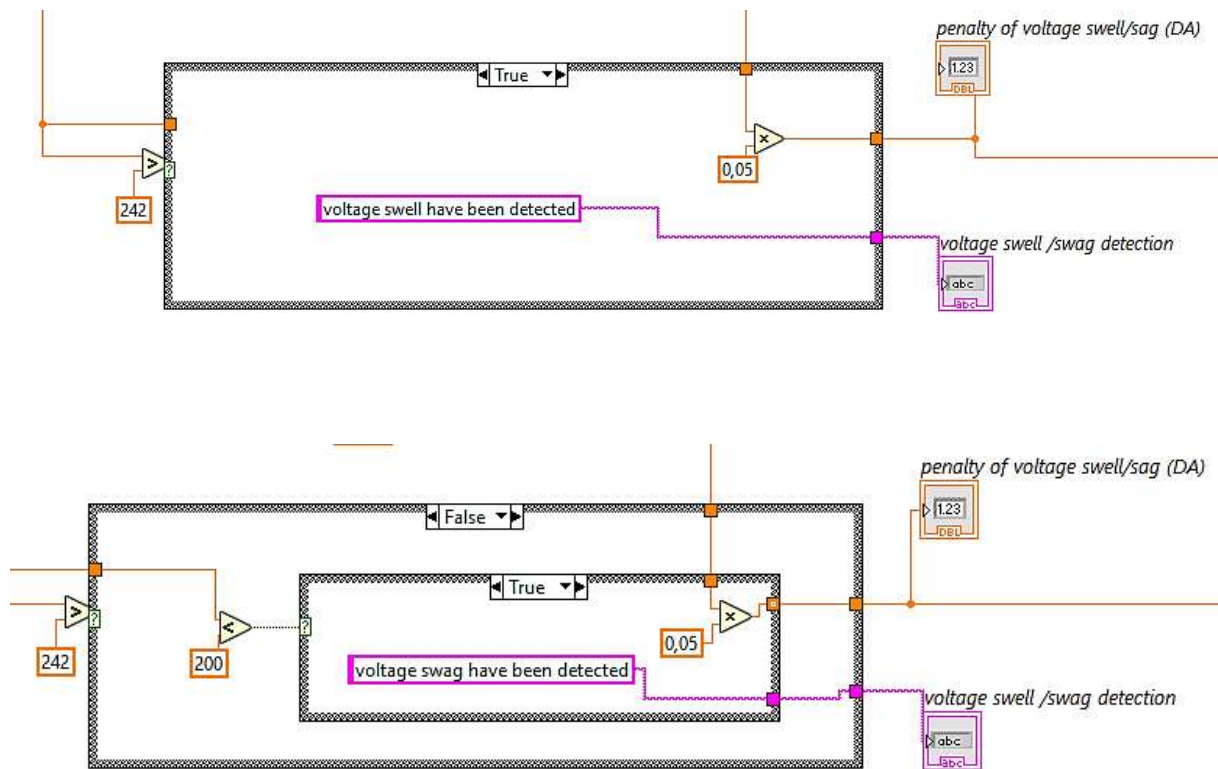 penalty of voltage swell/sag (DA)
True
1.23
DBL
×
>
?
0,05
242
voltage swell have been detected
voltage swell /swag detection
abc
abc
penalty of voltage swell/sag (DA)
False
1.23
DBL
True
>
?
<
?
×
242
200
0,05
voltage swag have been detected
voltage swell /swag detection
abc
abc